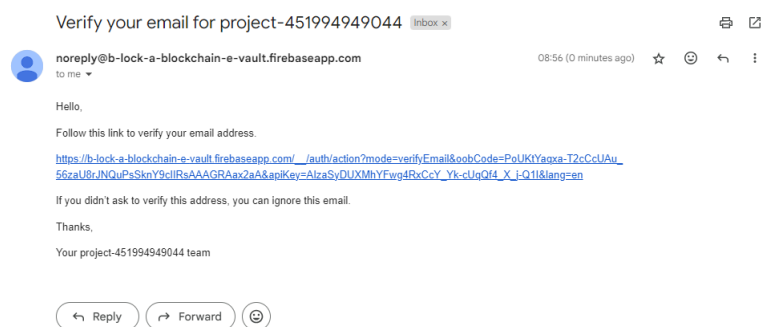 Verify your email for project-451994949044 Inbox ×
noreply@b-lock-a-blockchain-e-vault.firebaseapp.com 08:56 (0 minutes ago)
to me
Hello,
Follow this link to verify your email address.
https://b-lock-a-blockchain-e-vault.firebaseapp.com/__/auth/action?mode=verifyEmail&oobCode=PoUKtYaqxa-T2cCcUAu_
56zaU8rJNQuPsSknY9clIRsAAAGRAax2aA&apiKey=AIzaSyDUXMhYFwg4RxCcY_Yk-cUqQf4_X_j-Q1I&lang=en
If you didn't ask to verify this address, you can ignore this email.
Thanks,
Your project-451994949044 team
Reply Forward